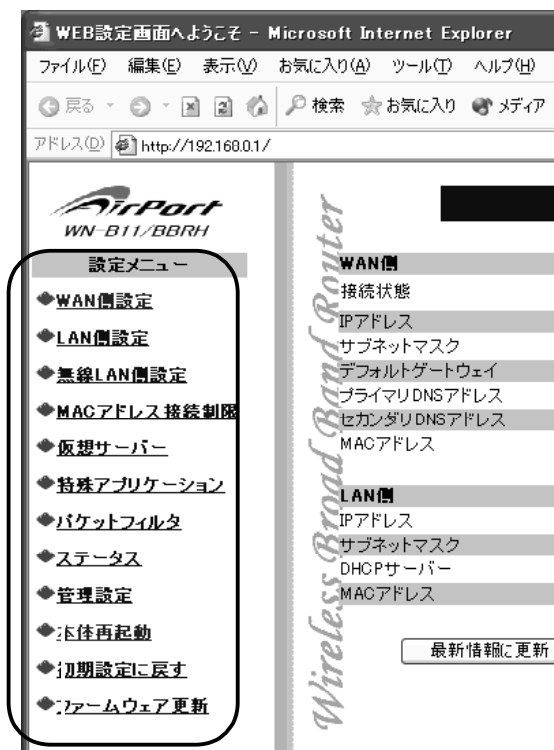 WEB設定画面へようこそ - Microsoft Internet Explorer
ファイル(F) 編集(E) 表示(V) お気に入り(A) ツール(T) ヘルプ(H)
戻る 検索 お気に入り メディア
アドレス(D) http://192.168.0.1/
AirPort
WN-B11/BBRH
設定メニュー
WAN側設定
LAN側設定
無線LAN側設定
MACアドレス接続制限
仮想サーバー
特殊アプリケーション
パケットフィルタ
ステータス
管理設定
本体再起動
初期設定に戻す
ファームウェア更新
Wireless Broad Band Router
WAN側
接続状態
IPアドレス
サブネットマスク
デフォルトゲートウェイ
プライマリDNSアドレス
セカンダリDNSアドレス
MACアドレス
LAN側
IPアドレス
サブネットマスク
DHCPサーバー
MACアドレス
最新情報に更新